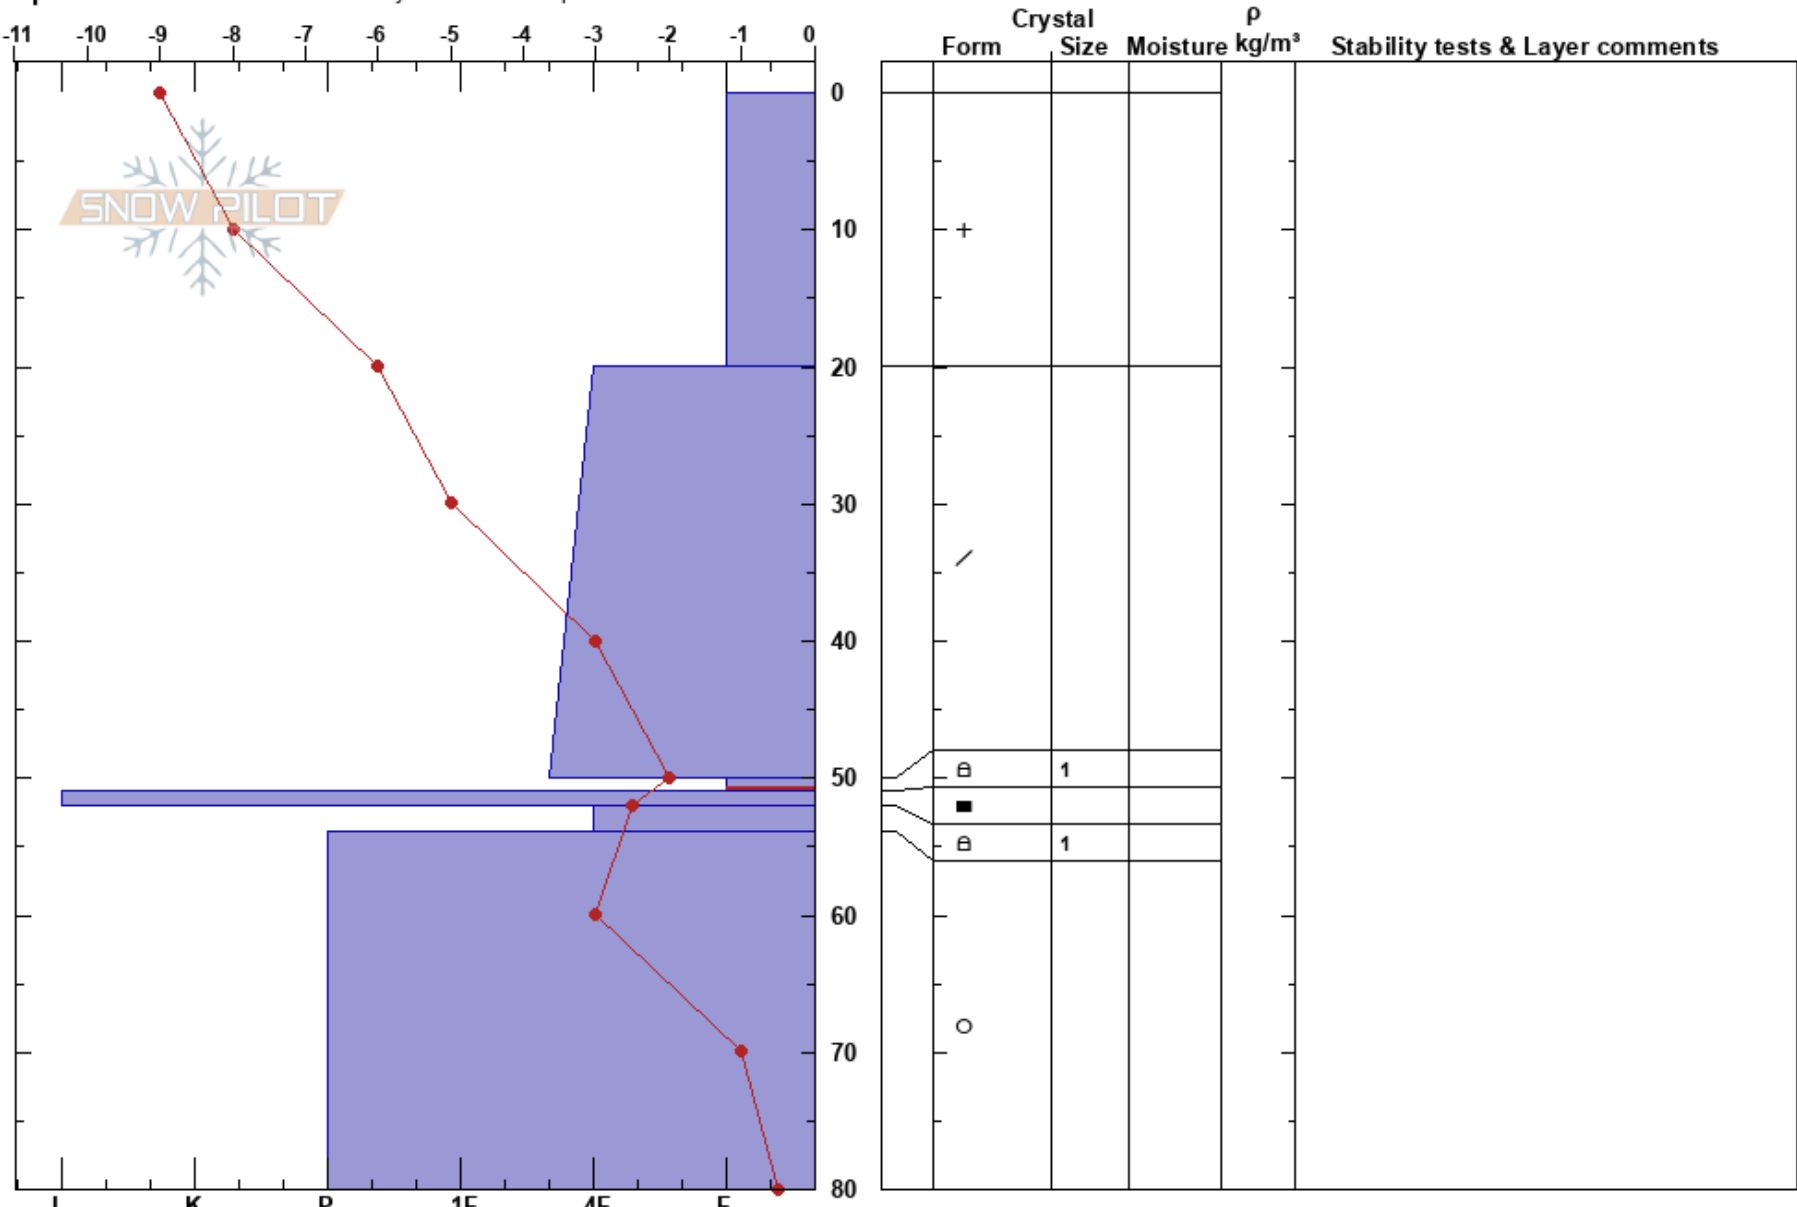 Crystal ρ
-11 -10 -9 -8 -7 -6 -5 -4 -3 -2 -1 0 Form Size Moisture kg/m³ Stability tests & Layer comments
0
SNOW PILOT
10 +
20
30
40
50 1
1
60
70
80
I K P 1F 4F F